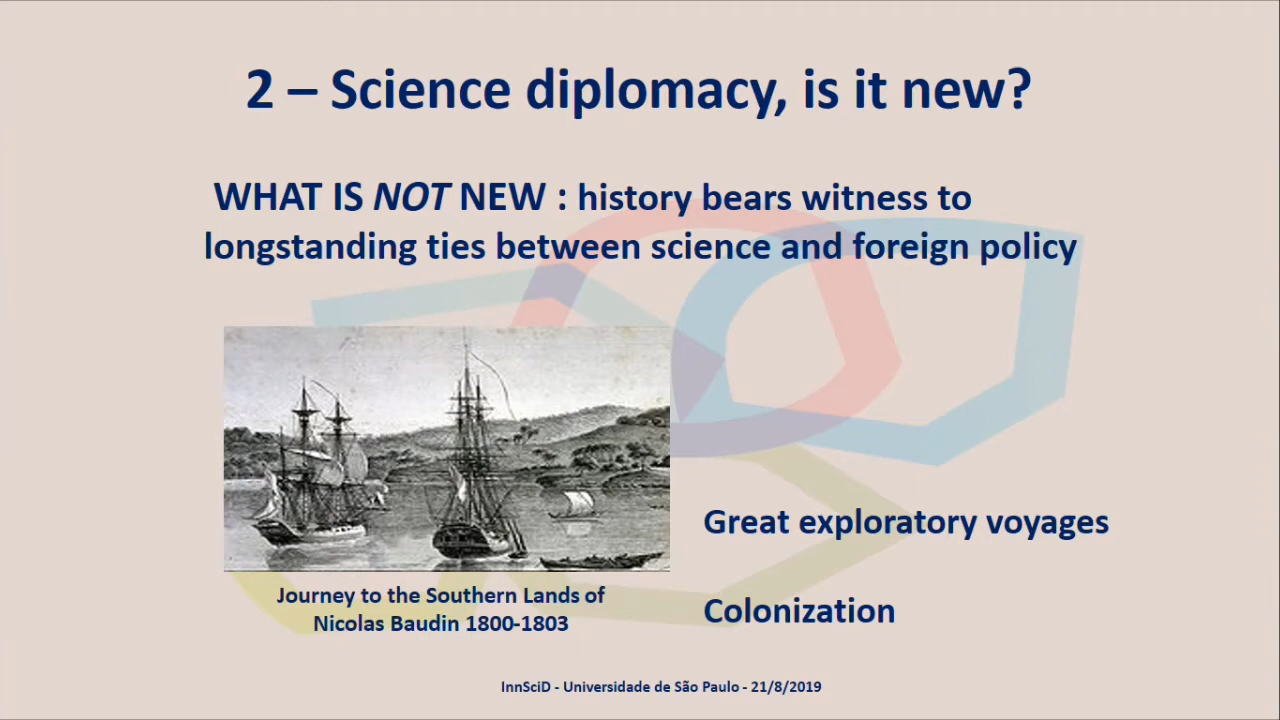 2 – Science diplomacy, is it new?
WHAT IS NOT NEW : history bears witness to
longstanding ties between science and foreign policy
Great exploratory voyages
Journey to the Southern Lands of
Nicolas Baudin 1800-1803
Colonization
InnSciD - Universidade de São Paulo - 21/8/2019